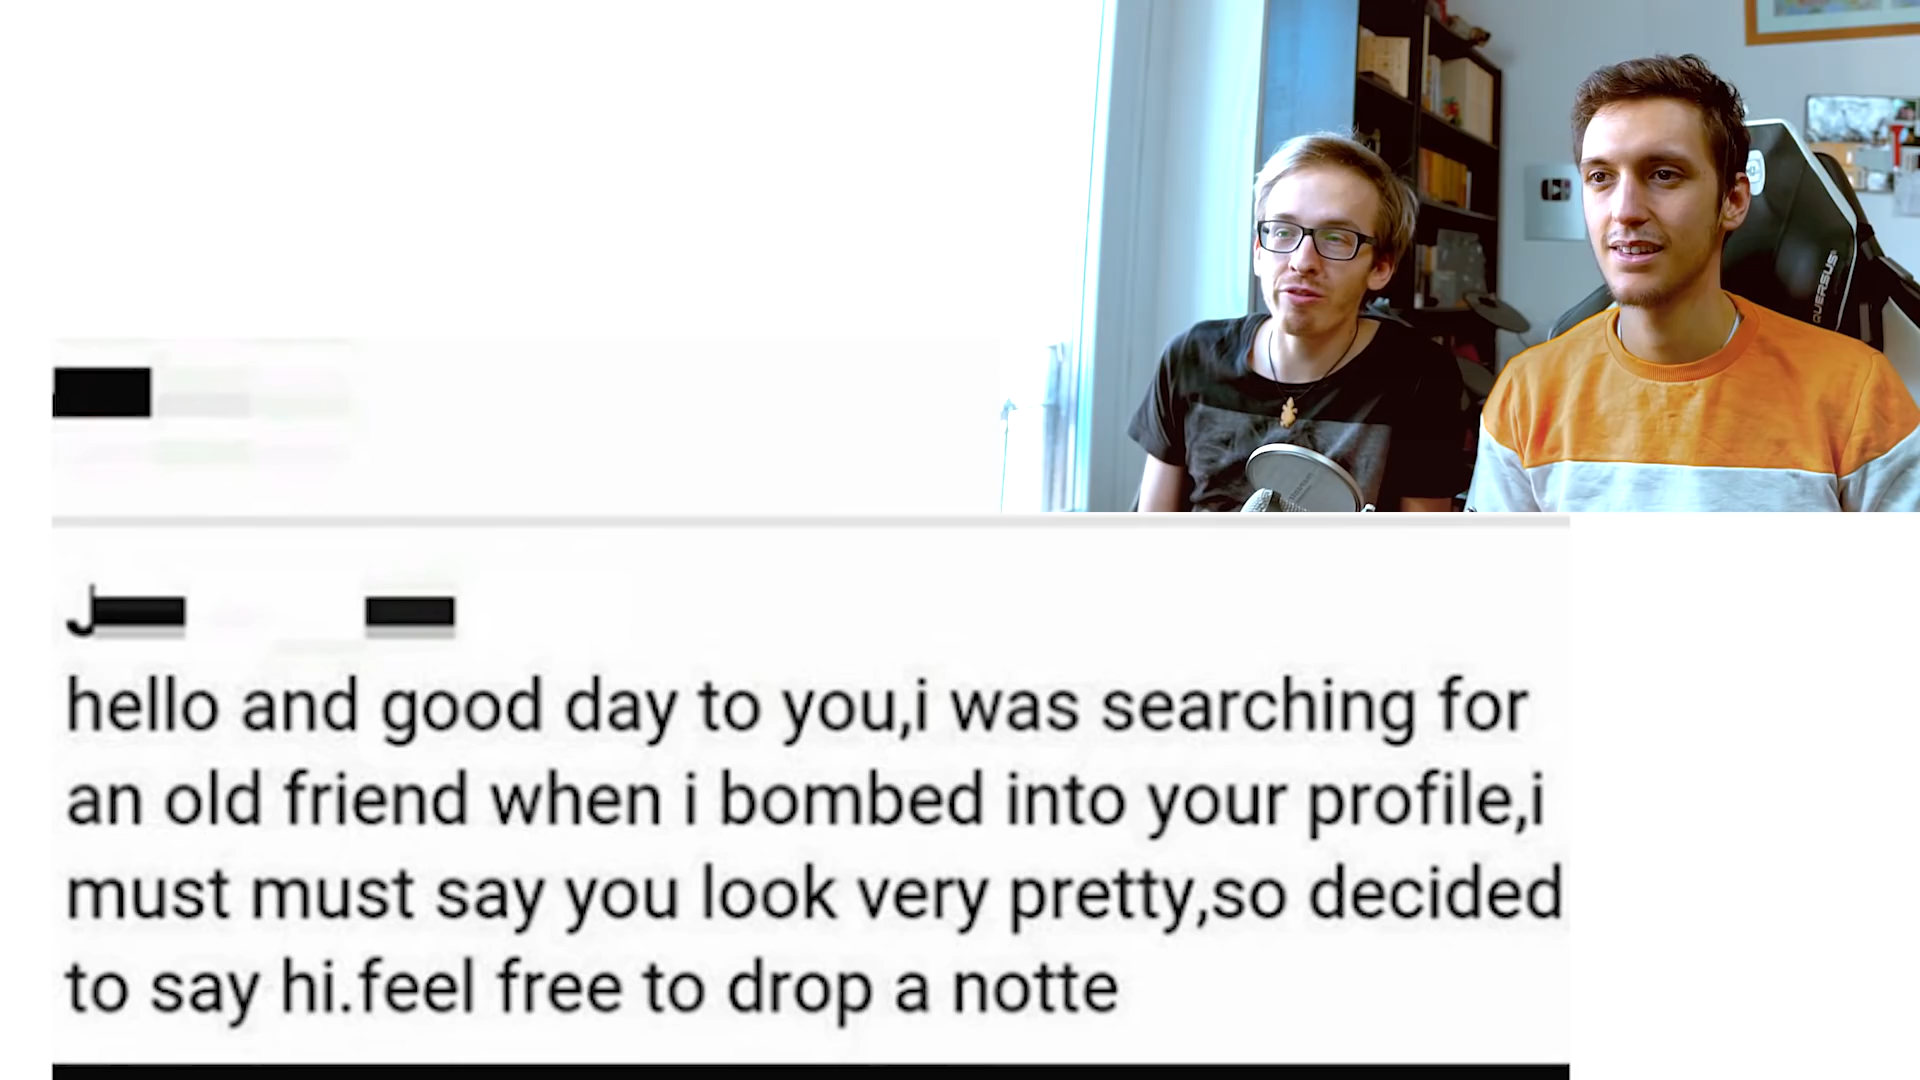 QUERSUS
J
hello and good day to you,i was searching for
an old friend when i bombed into your profile,i
must must say you look very pretty,so decided
to say hi.feel free to drop a notte